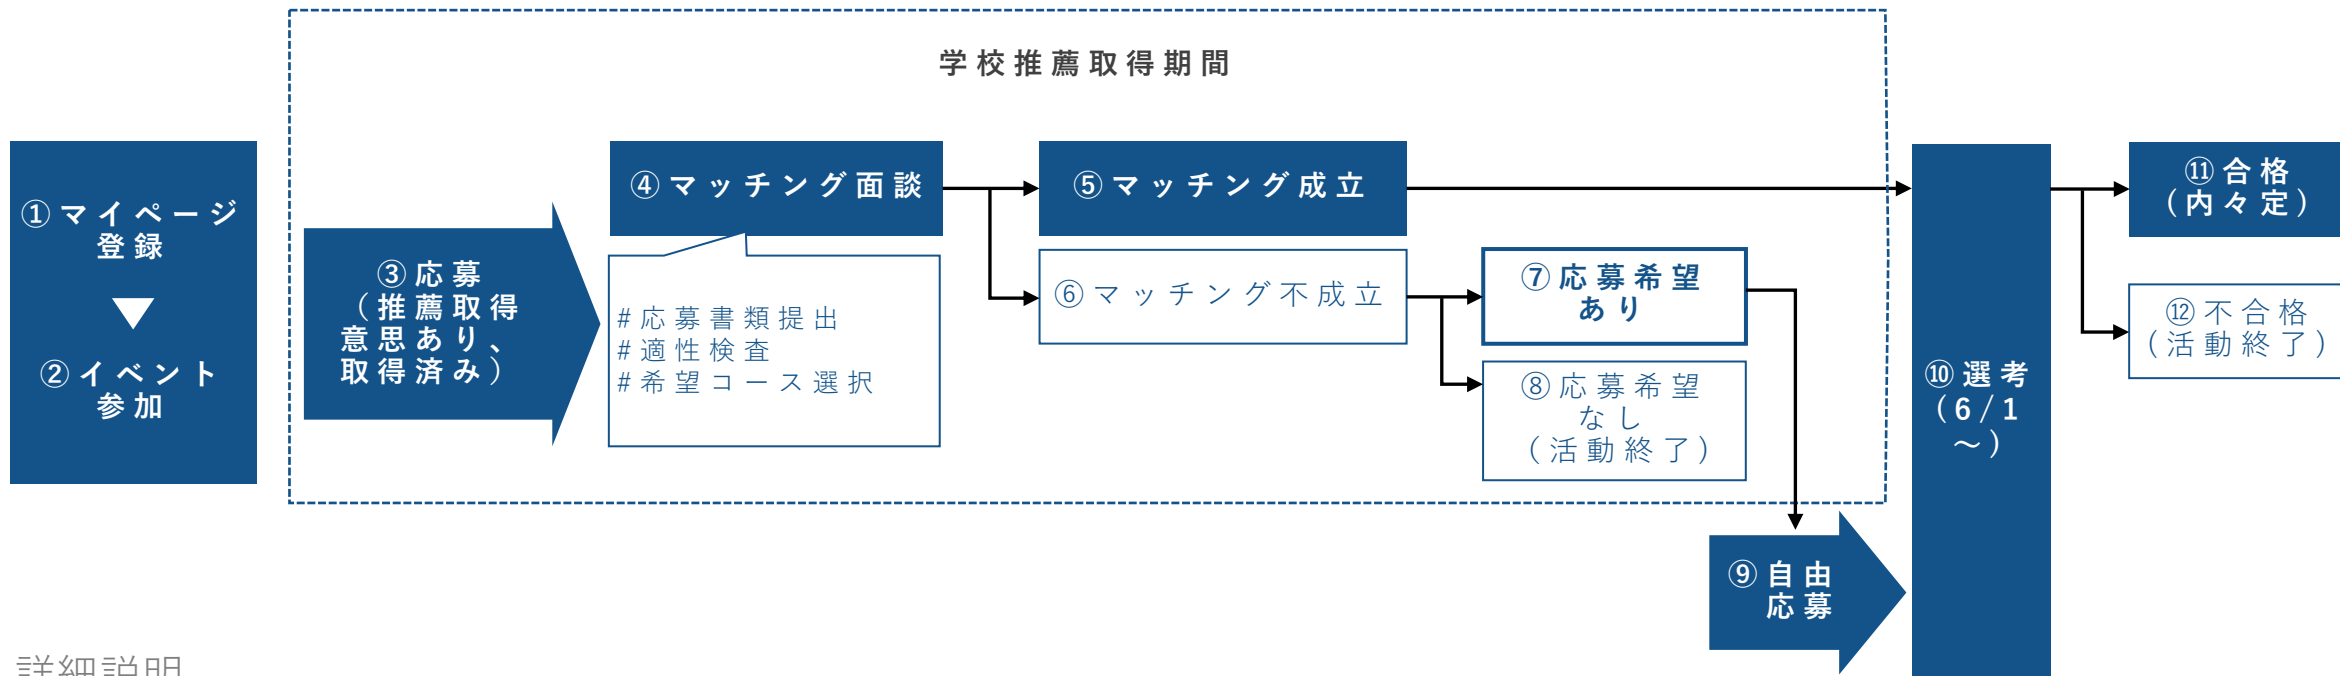 学校推薦取得期間
①マイページ
登録
②イベント
参加
③応募
（推薦取得
意思あり、
取得済み）
④マッチング面談
#応募書類提出
#適性検査
#希望コース選択
⑤マッチング成立
⑥マッチング不成立
⑦応募希望
あり
⑧応募希望
なし
（活動終了）
⑨自由
応募
⑩選考
（6/1
～）
⑪合格
（内々定）
⑫不合格
（活動終了）
詳細説明